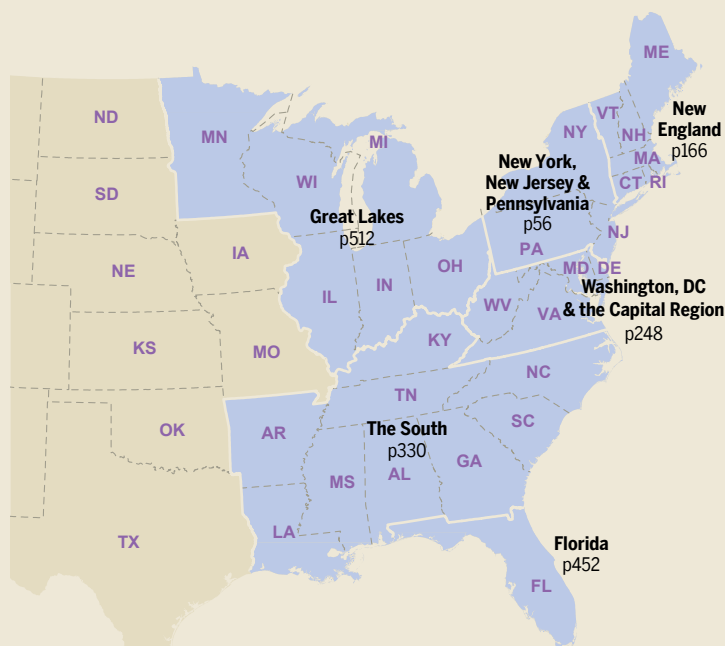 ME
ND
VT
New
England
p166
MN
NY
NH
MI
New York,
New Jersey &
Pennsylvania
p56
MA
CT
RI
SD
WI
Great Lakes
p512
NJ
IA
PA
OH
MD
DE
NE
IL
IN
Washington, DC
& the Capital Region
p248
WV
VA
KS
MO
KY
NC
TN
OK
AR
The South
p330
SC
MS
AL
GA
TX
LA
Florida
p452
FL